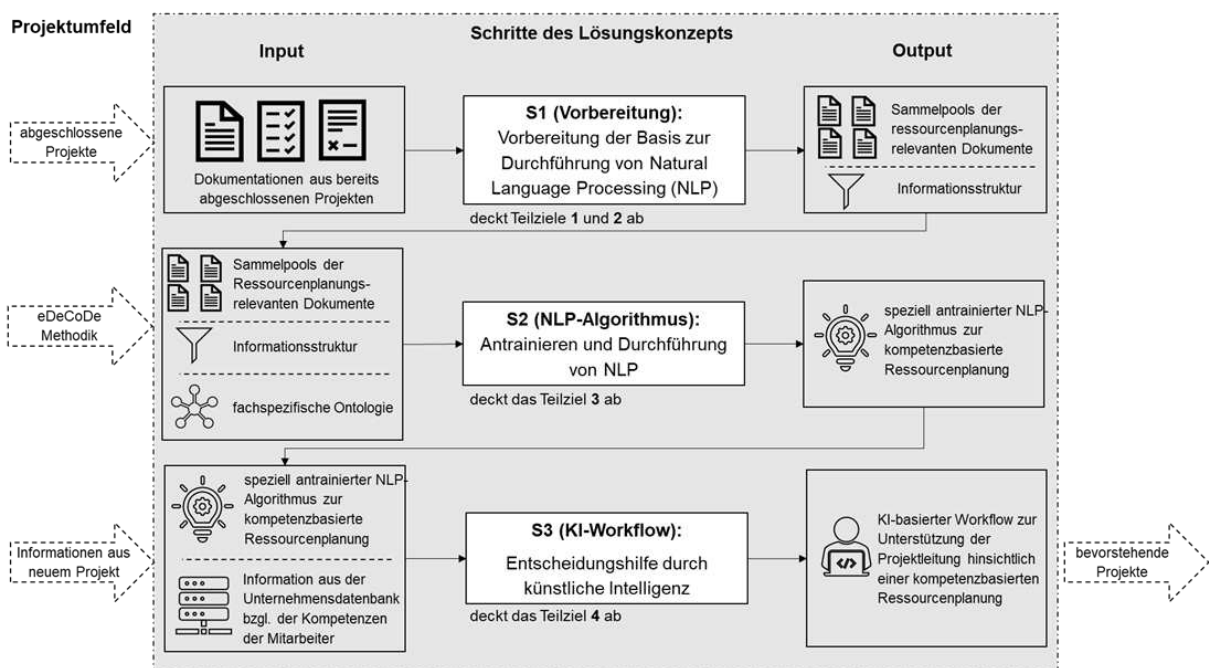 Projektumfeld
Schritte des Lösungskonzepts
Input
Output
abgeschlossene
Projekte
Dokumentationen aus bereits
abgeschlossenen Projekten
S1 (Vorbereitung):
Vorbereitung der Basis zur
Durchführung von Natural
Language Processing (NLP)
deckt Teilziele 1 und 2 ab
Sammelpools der
ressourcenplanungs-
relevanten Dokumente
Informationsstruktur
eDeCoDe
Methodik
Sammelpools der
Ressourcenplanungs-
relevanten Dokumente
Informationsstruktur
fachspezifische Ontologie
S2 (NLP-Algorithmus):
Antrainieren und Durchführung
von NLP
deckt das Teilziel 3 ab
speziell antrainierter NLP-
Algorithmus zur
kompetenzbasierte
Ressourcenplanung
Informationen aus
neuem Projekt
speziell antrainierter NLP-
Algorithmus zur
kompetenzbasierte
Ressourcenplanung
Information aus der
Unternehmensdatenbank
bzgl. der Kompetenzen
der Mitarbeiter
S3 (KI-Workflow):
Entscheidungshilfe durch
künstliche Intelligenz
deckt das Teilziel 4 ab
</>
KI-basierter Workflow zur
Unterstützung der
Projektleitung hinsichtlich
einer kompetenzbasierten
Ressourcenplanung
bevorstehende
Projekte